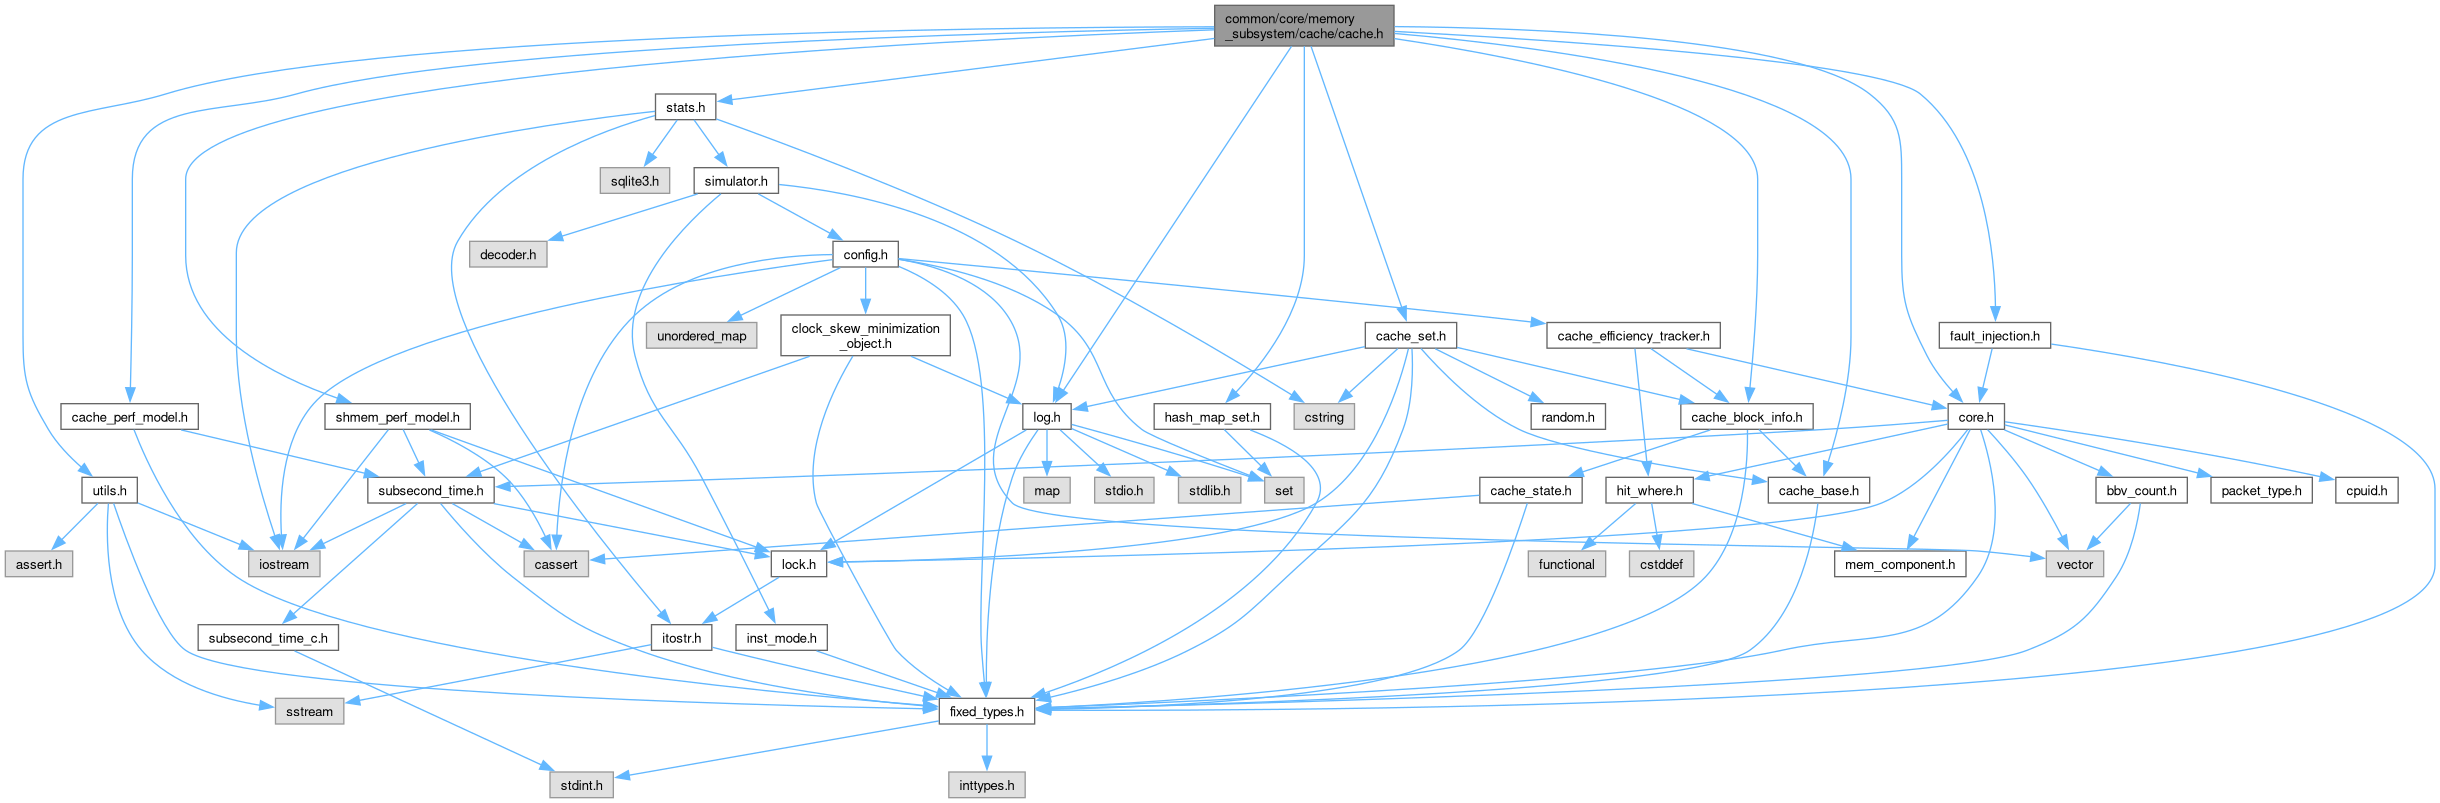 common/core/memory
_subsystem/cache/cache.h
stats.h
sqlite3.h
simulator.h
decoder.h
config.h
unordered_map
clock_skew_minimization
_object.h
cache_set.h
cache_efficiency_tracker.h
fault_injection.h
cache_perf_model.h
shmem_perf_model.h
log.h
hash_map_set.h
cstring
random.h
cache_block_info.h
core.h
utils.h
subsecond_time.h
map
stdio.h
stdlib.h
set
cache_state.h
hit_where.h
cache_base.h
bbv_count.h
packet_type.h
cpuid.h
assert.h
iostream
cassert
lock.h
functional
cstddef
mem_component.h
vector
subsecond_time_c.h
itostr.h
inst_mode.h
sstream
fixed_types.h
stdint.h
inttypes.h